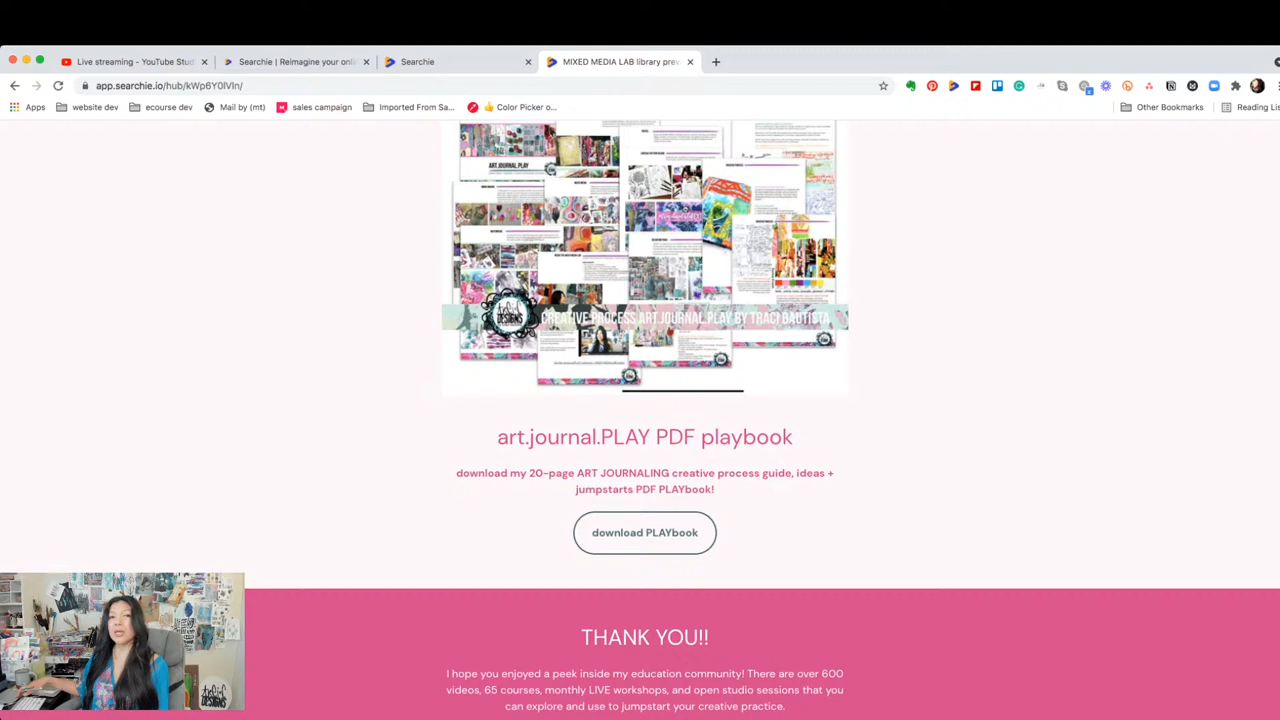 Live streaming - YouTube Stud
Searchie | Reimagine your onli
Searchie
MIXED MEDIA LAB library prev
app.searchie.io/hub/kWp6Y0lVln/
Apps
website dev
ecourse dev
Mail by (mt)
sales campaign
Imported From Sa...
Color Picker o...
Other Bookmarks
Reading List
ART.JOURNAL.PLAY
CREATIVE PROCESS ART.JOURNAL.PLAY BY TRACI BAUTISTA
art.journal.PLAY PDF playbook
download my 20-page ART JOURNALING creative process guide, ideas +
jumpstarts PDF PLAYbook!
download PLAYbook
THANK YOU!!
I hope you enjoyed a peek inside my education community! There are over 600
videos, 65 courses, monthly LIVE workshops, and open studio sessions that you
can explore and use to jumpstart your creative practice.